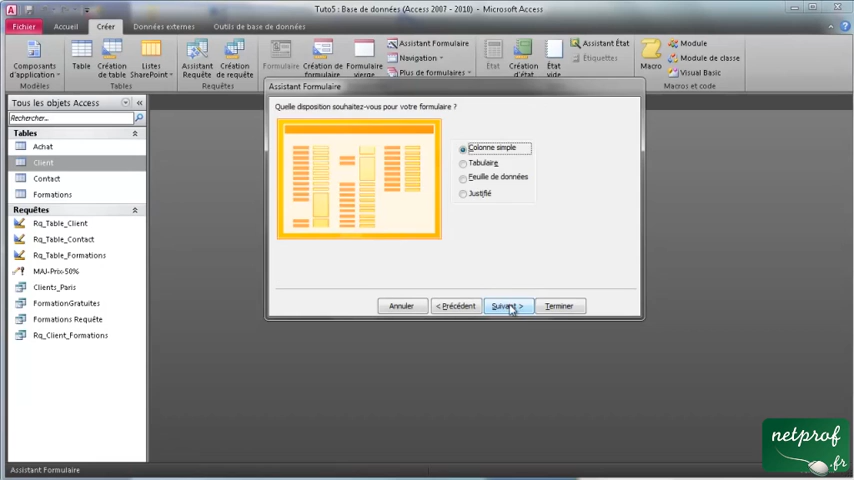 Tuto5 : Base de données (Access 2007 - 2010) - Microsoft Access
Fichier Accueil Créer Données externes Outils de base de données
Composants d'application
Modèles
Table
Création de table
Listes SharePoint
Tables
Assistant Requête
Création de requête
Requêtes
Formulaire
Création de formulaire
Formulaire vierge
Assistant Formulaire
Navigation
Plus de formulaires
État
Création d'état
État vide
Assistant État
Étiquettes
Macro
Module
Module de classe
Visual Basic
Macros et code
Tous les objets Access
Rechercher...
Tables
Achat
Client
Contact
Formations
Requêtes
Rq_Table_Client
Rq_Table_Contact
Rq_Table_Formations
MAJ-Prix-50%
Clients_Paris
FormationGratuites
Formations Requête
Rq_Client_Formations
Assistant Formulaire
Quelle disposition souhaitez-vous pour votre formulaire ?
Colonne simple
Tabulaire
Feuille de données
Justifié
Annuler < Précédent Suivant > Terminer
netprof
.fr
Assistant Formulaire